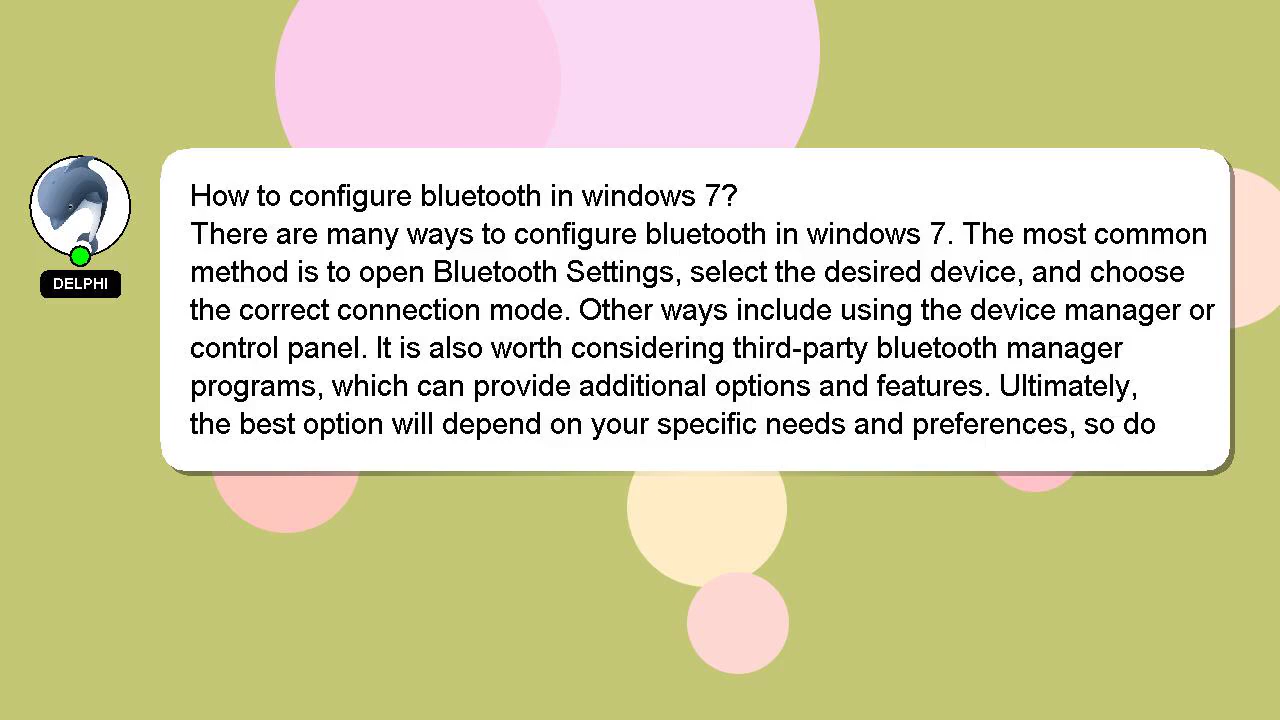 How to configure bluetooth in windows 7?
There are many ways to configure bluetooth in windows 7. The most common
method is to open Bluetooth Settings, select the desired device, and choose
the correct connection mode. Other ways include using the device manager or
control panel. It is also worth considering third-party bluetooth manager
programs, which can provide additional options and features. Ultimately,
the best option will depend on your specific needs and preferences, so do
DELPHI